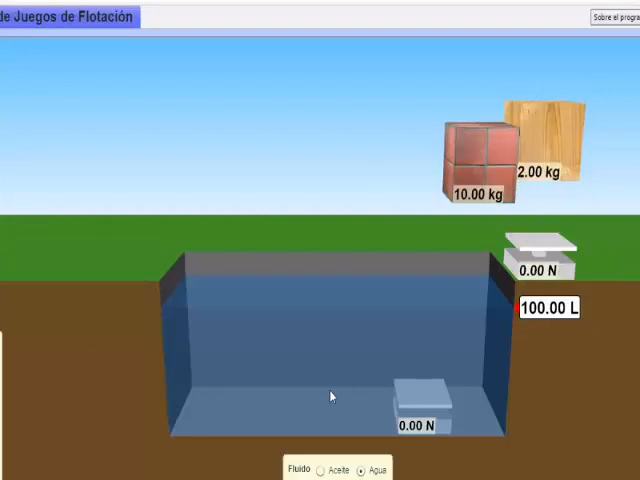 de Juegos de Flotación
Sobre el progra
2.00 kg
10.00 kg
0.00 N
100.00 L
0.00 N
Fluido Aceite Agua